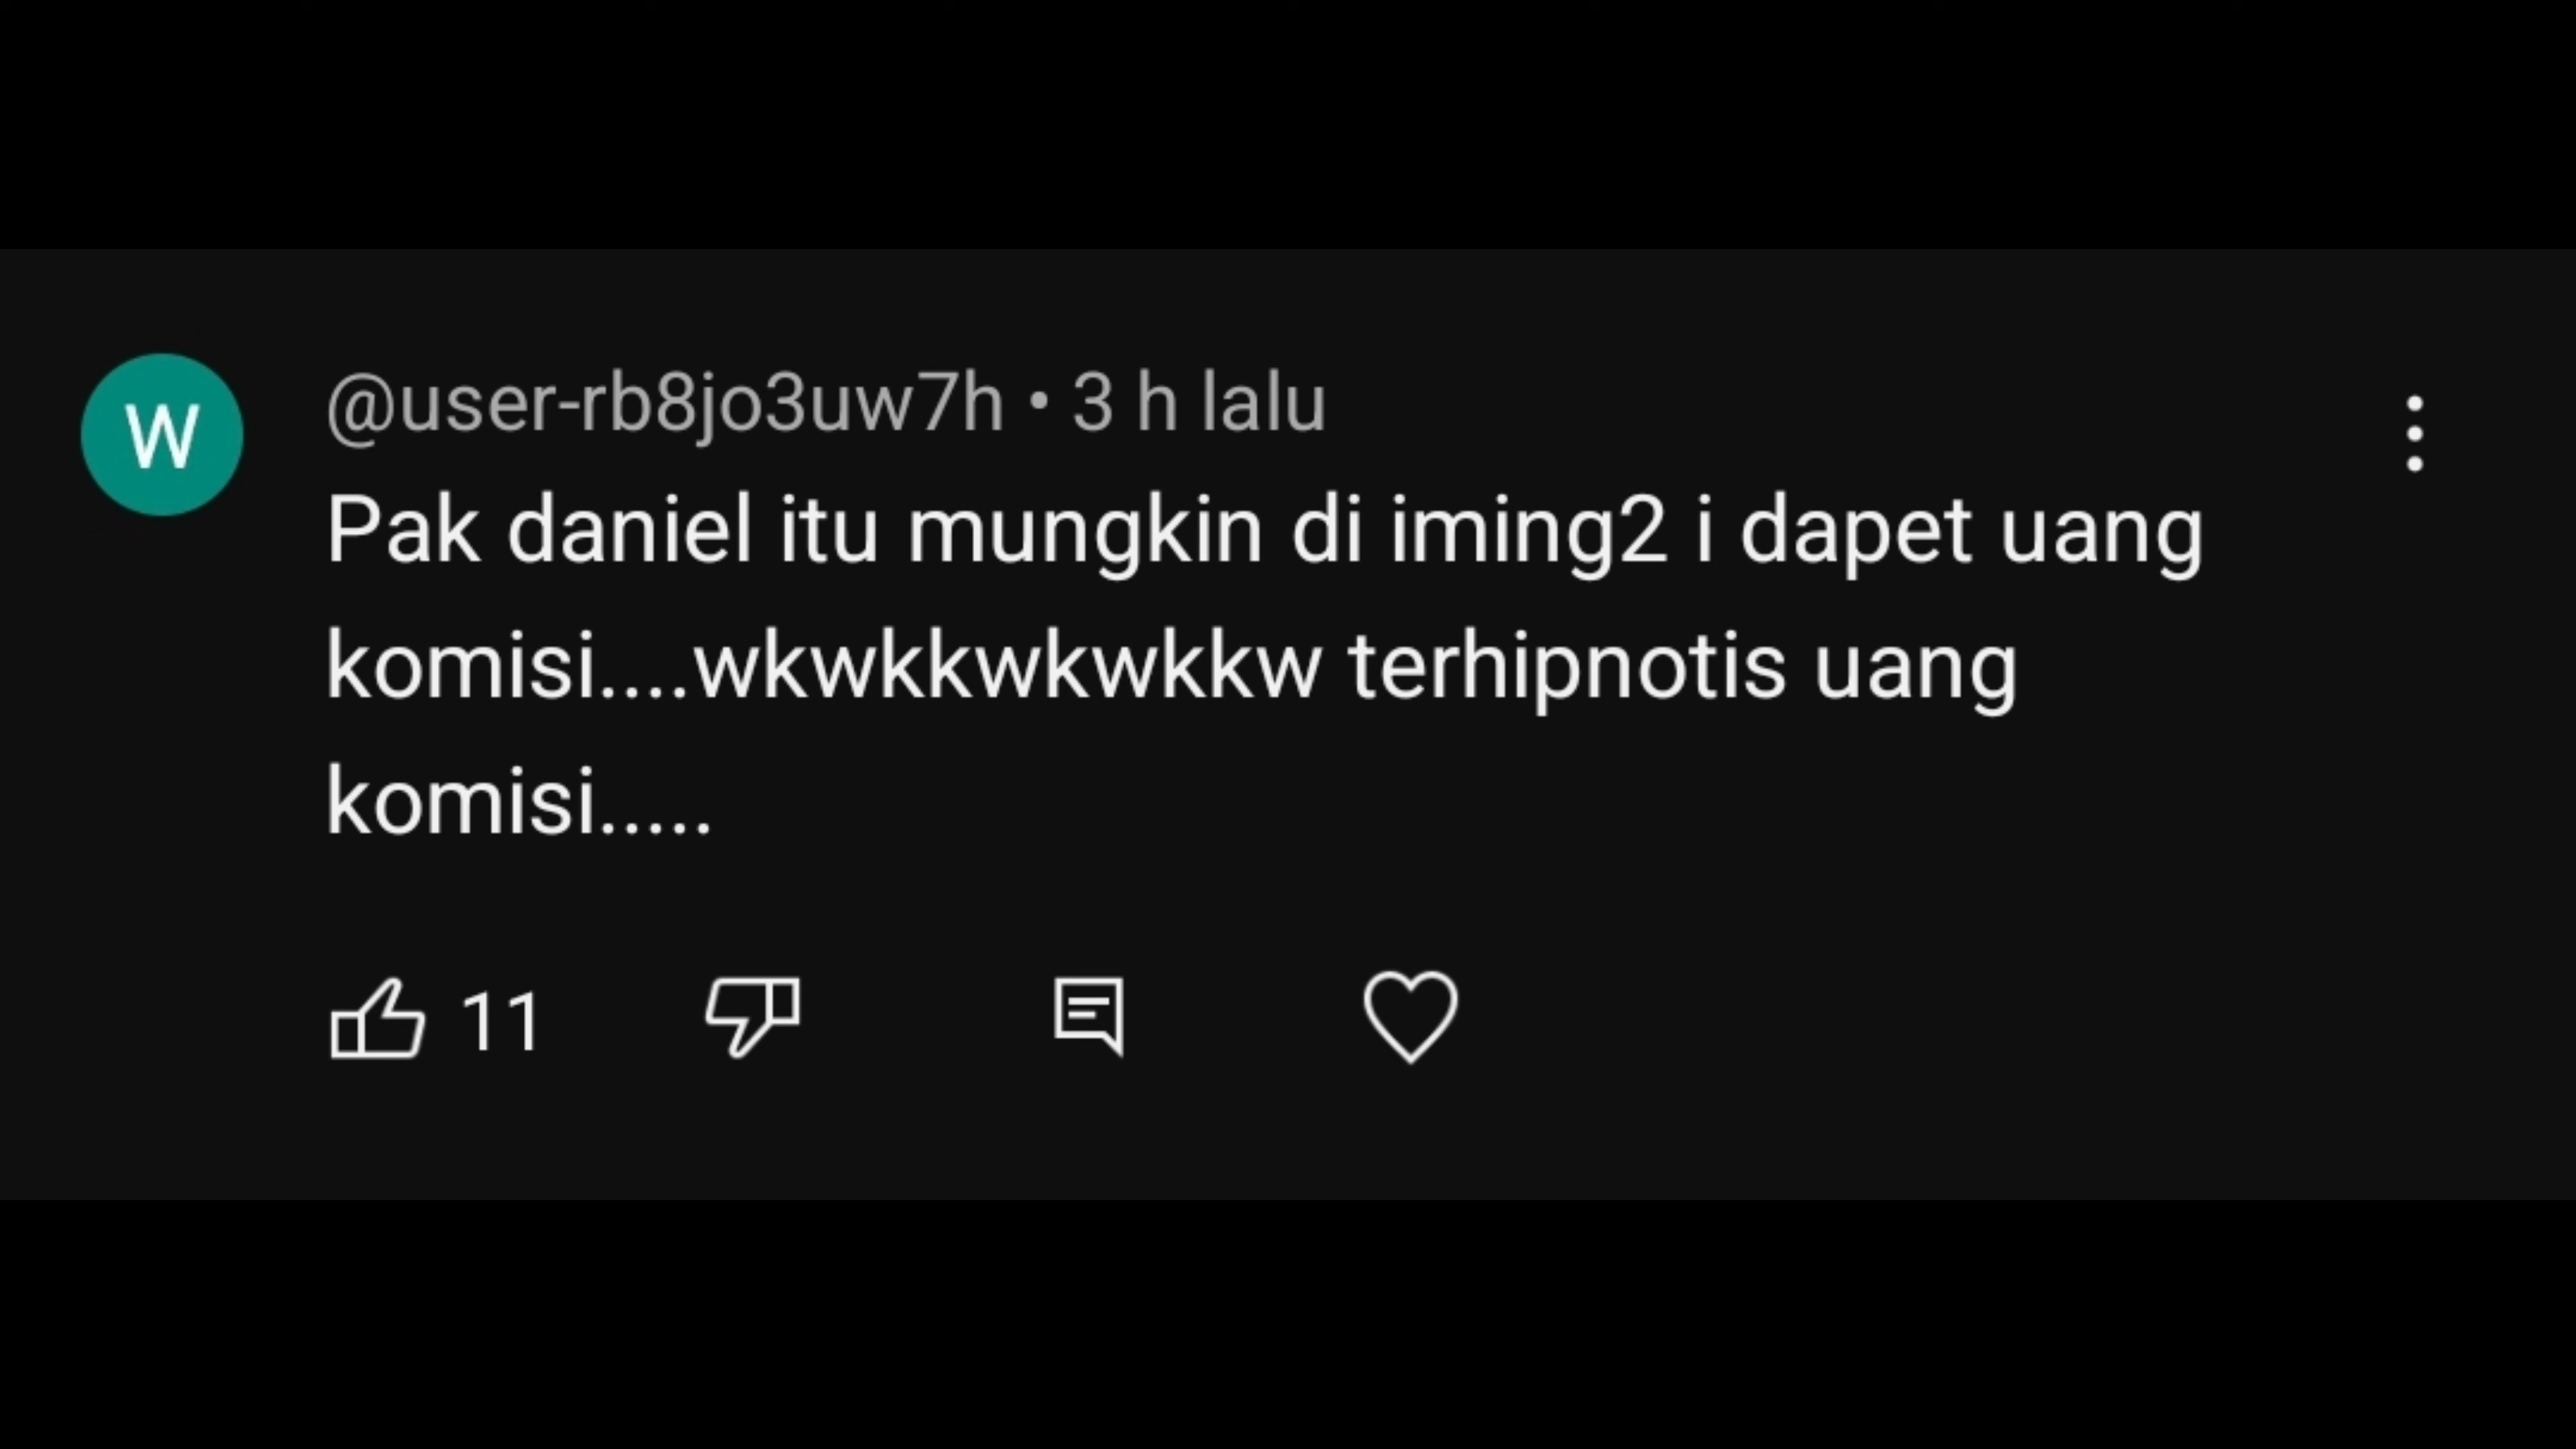 W
@user-rb8jo3uw7h • 3 h lalu
Pak daniel itu mungkin di iming2 i dapet uang
komisi....wkwkkwkwkkw terhipnotis uang
komisi.....
11